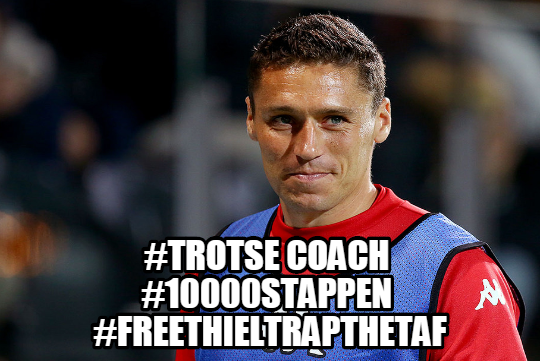 #TROTSE COACH
#10000STAPPEN
#FREETHIELTRAPTHETAF